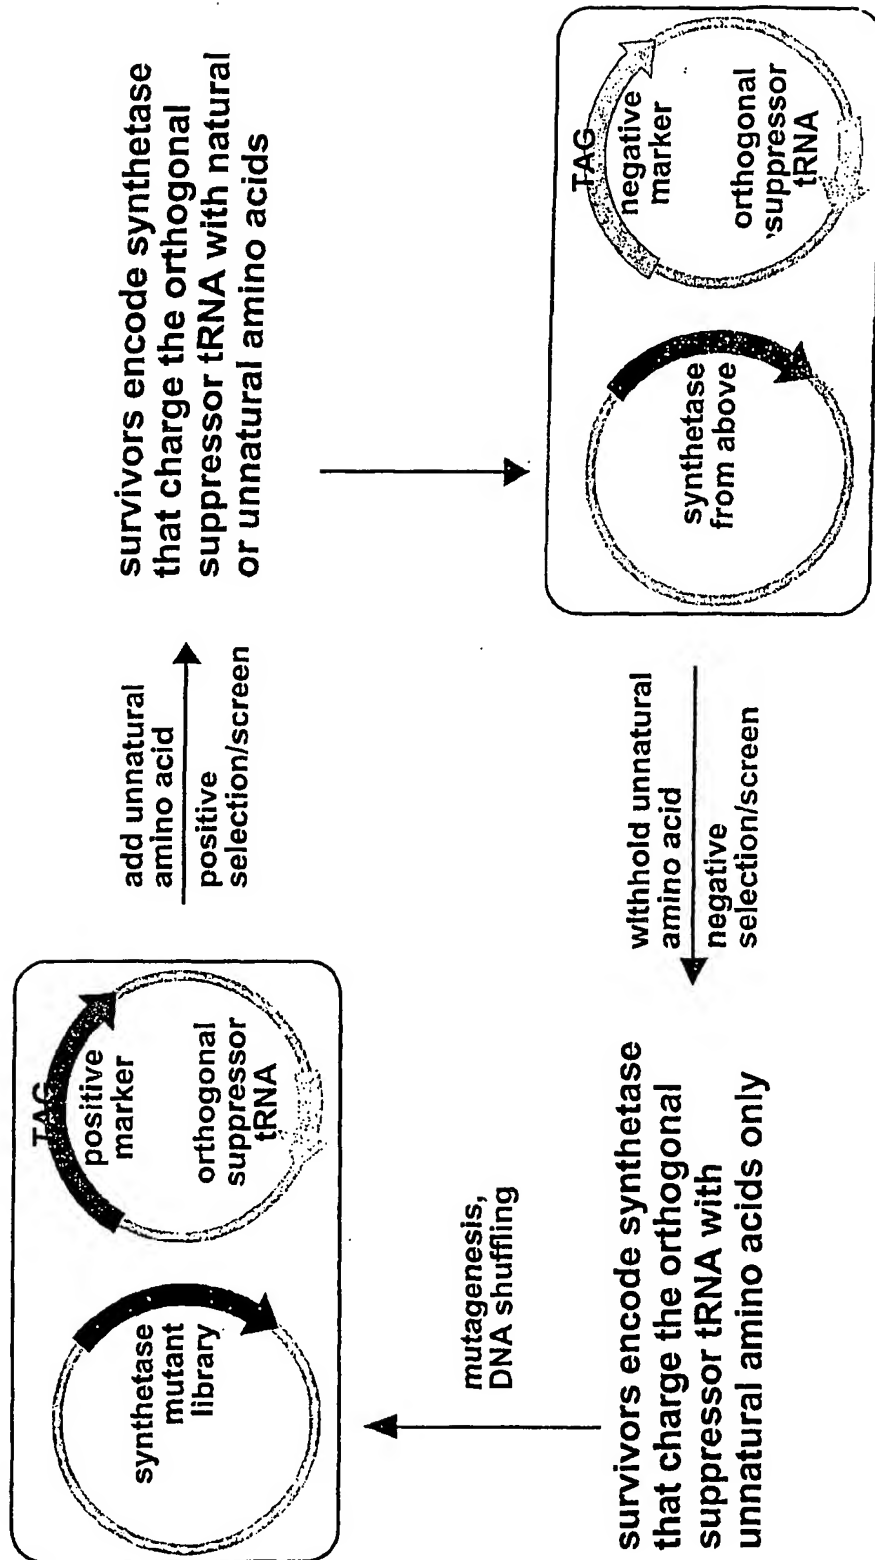 TAG
positive
marker
orthogonal
suppressor
tRNA
synthetase
mutant
library
add unnatural
amino acid
positive
selection/screen
survivors encode synthetase
that charge the orthogonal
suppressor tRNA with natural
or unnatural amino acids
TAG
negative
marker
orthogonal
suppressor
tRNA
synthetase
from above
withhold unnatural
amino acid
negative
selection/screen
survivors encode synthetase
that charge the orthogonal
suppressor tRNA with
unnatural amino acids only
mutagenesis,
DNA shuffling